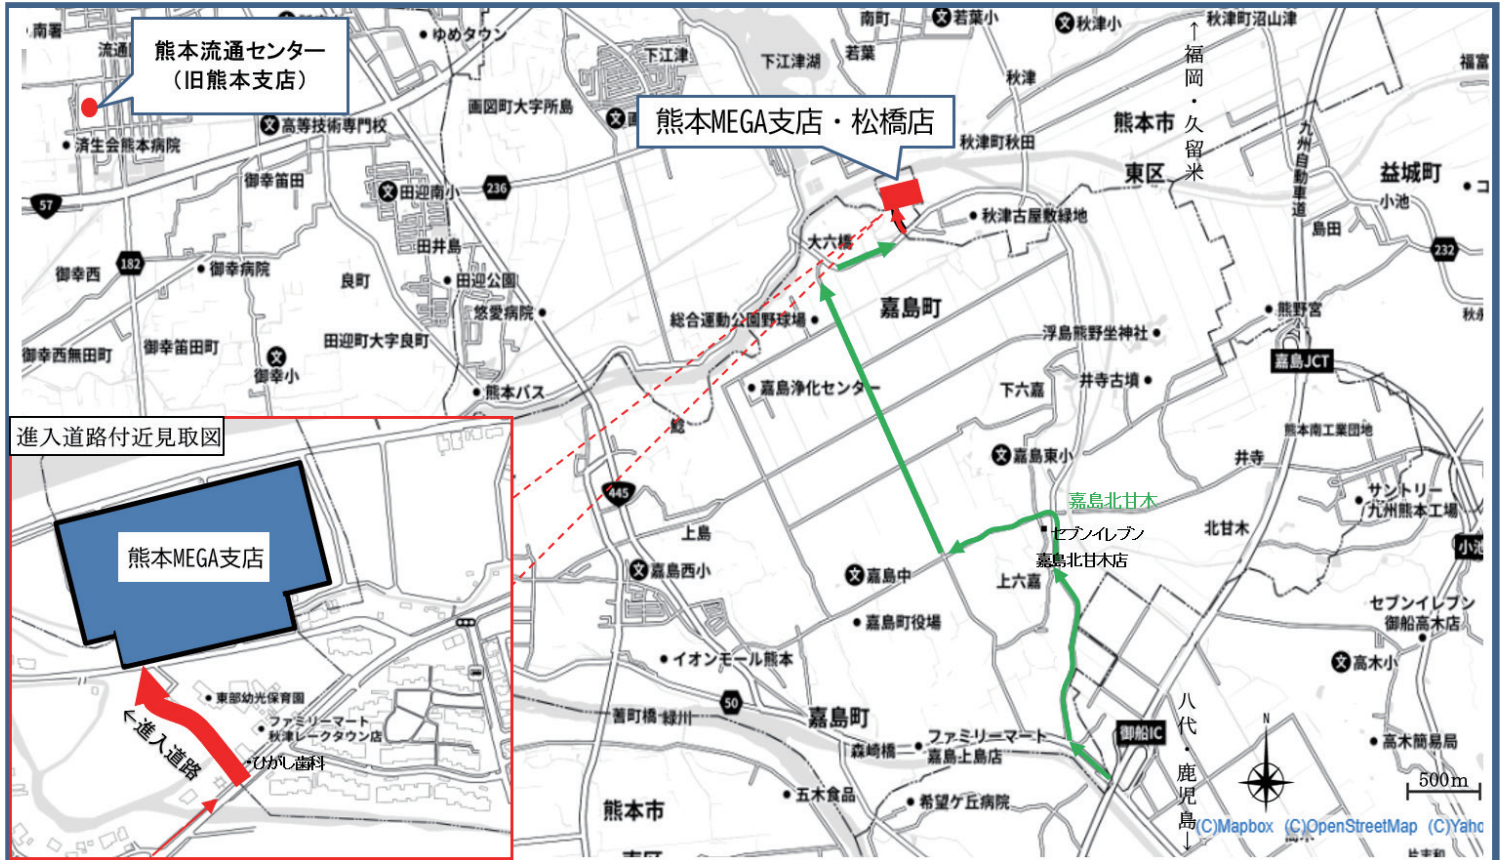 南署
流通
熊本流通センター
（旧熊本支店）
ゆめタウン
下江津
下江津湖
南町
若葉小
若葉
秋津小
秋津町沼山津
←福岡・久留米
福富
秋津
画図町大字所島
高等技術専門校
済生会熊本病院
熊本MEGA支店・松橋店
秋津町秋田
熊本市
東区
九州自動車道
益城町
小池
島田
御幸笛田
田迎南小
236
57
秋津古屋敷緑地
大六橋
232
田井島
182
御幸西
御幸病院
良町
田迎公園
悠愛病院
嘉島町
総合運動公園野球場
浮島熊野坐神社
熊野宮
嘉島JCT
御幸西無田町
御幸笛田町
御幸小
田迎町大字良町
熊本バス
嘉島浄化センター
下六嘉
井寺古墳
鯰
熊本南工業団地
嘉島東小
井寺
サントリー
九州熊本工場
445
嘉島北甘木
北甘木
上島
セブンイレブン
嘉島北甘木店
嘉島西小
嘉島中
上六嘉
セブンイレブン
御船高木店
嘉島町役場
イオンモール熊本
高木小
50
嘉島町
蓍町橋
緑川
森崎橋
ファミリーマート
嘉島上島店
御船IC
八代・鹿児島→
高木簡易局
N
500m
五木食品
希望ケ丘病院
熊本市
(C)Mapbox (C)OpenStreetMap (C)Yaho
進入道路付近見取図
熊本MEGA支店
東部幼光保育園
ファミリーマート
秋津レークタウン店
←進入道路
ひがし歯科